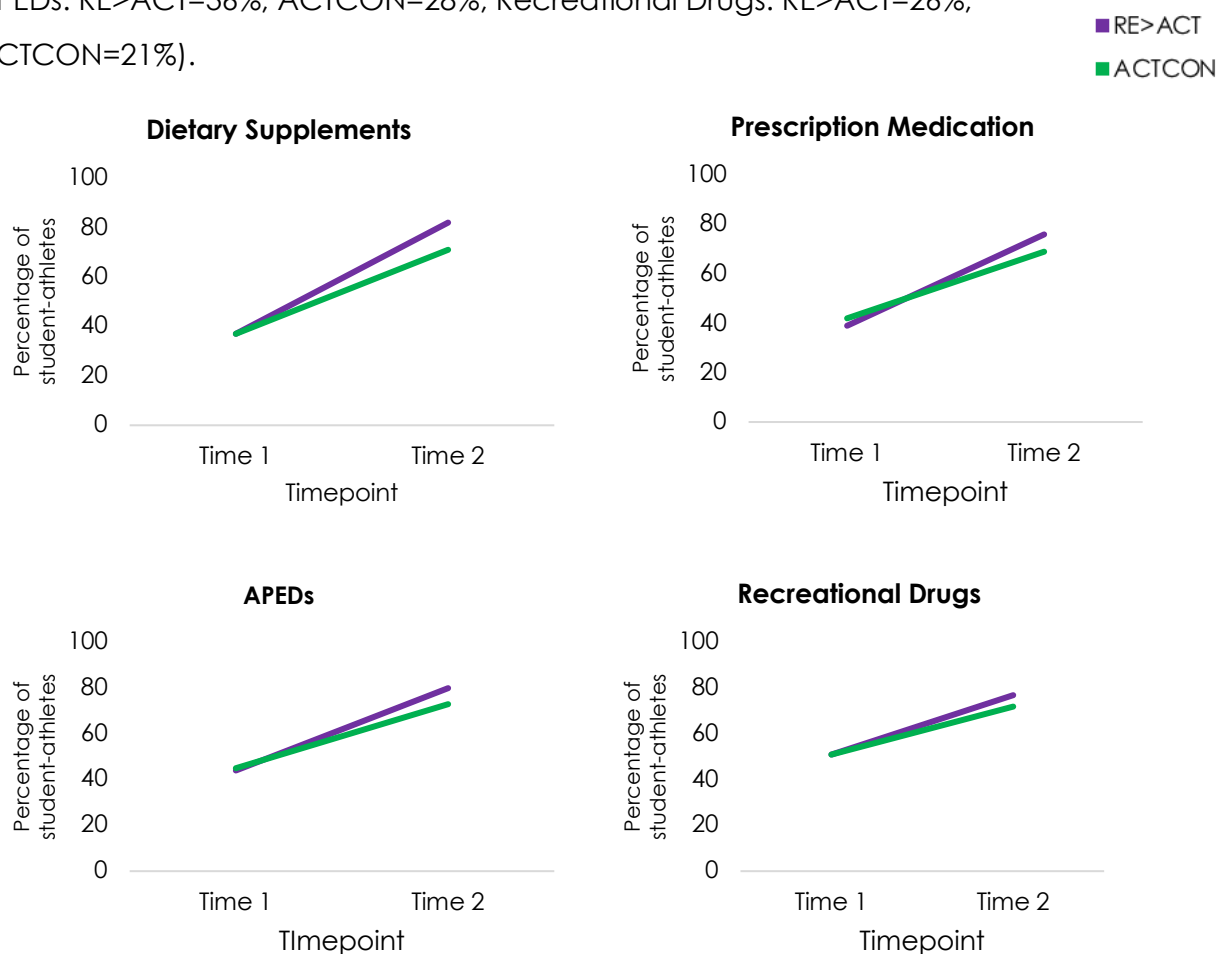 PEDs: RE>ACT=36%, ACTCON=28%, Recreational Drugs: RE>ACT=26%,
CTCON=21%).
RE>ACT
ACTCON
Dietary Supplements
100
80
60
40
20
0
Percentage of
student-athletes
Time 1 Time 2
Timepoint
Prescription Medication
100
80
60
40
20
0
Percentage of
student-athletes
Time 1 Time 2
Timepoint
APEDs
100
80
60
40
20
0
Percentage of
student-athletes
Time 1 Time 2
TImepoint
Recreational Drugs
100
80
60
40
20
0
Percentage of
student-athletes
Time 1 Time 2
Timepoint